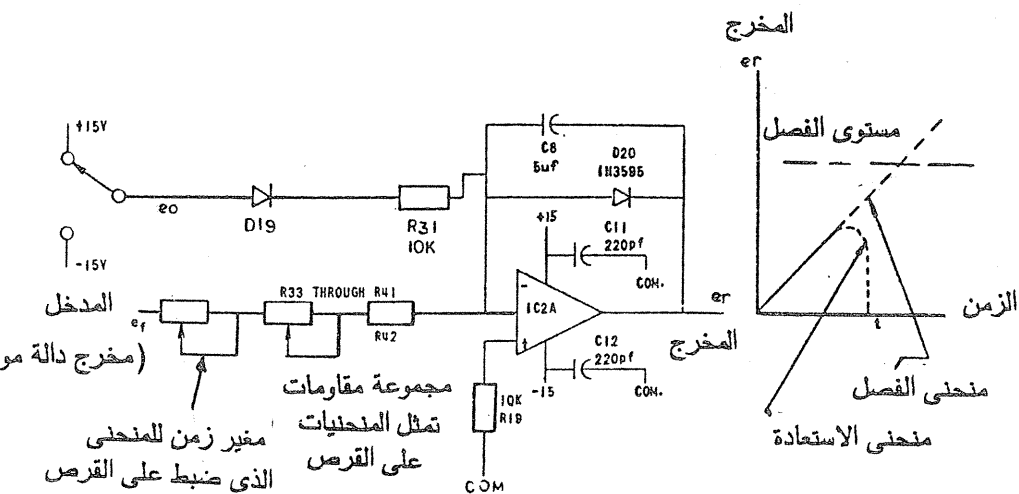 المخرج
er
مستوى الفصل
الزمن
t
منحنى الفصل
منحنى الاستعادة
+15V
eo
-15V
D19
R31
10K
C8
5uf
D20
1N3595
+15
C11
220pf
COM.
المدخل
ef
R33 THROUGH R41
R42
-
IC2A
+
er
المخرج
C12
220pf
-15
COM.
(مخرج دالة
10K
R19
COM
مجموعة مقاومات
تمثل المنحنيات
على القرص
مغير زمن للمنحنى
الذى ضبط على القرص